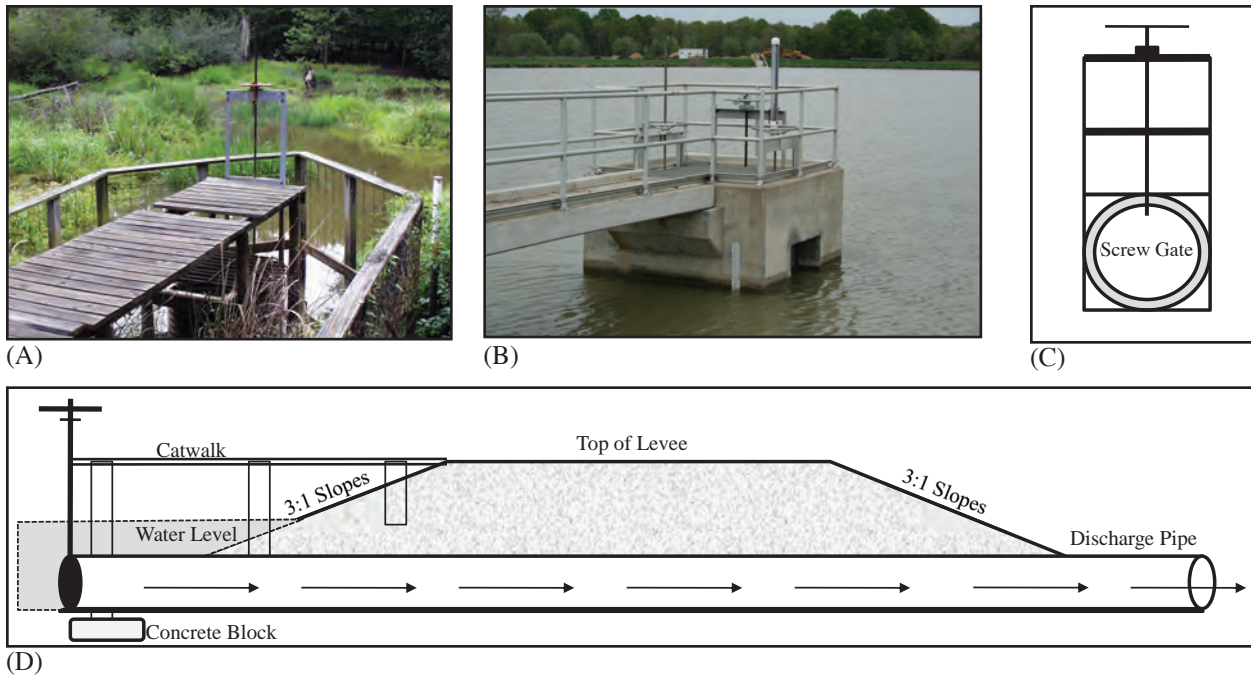 (A)
(B)
Screw Gate
(C)
Catwalk
Top of Levee
3:1 Slopes
3:1 Slopes
Water Level
Discharge Pipe
Concrete Block
(D)